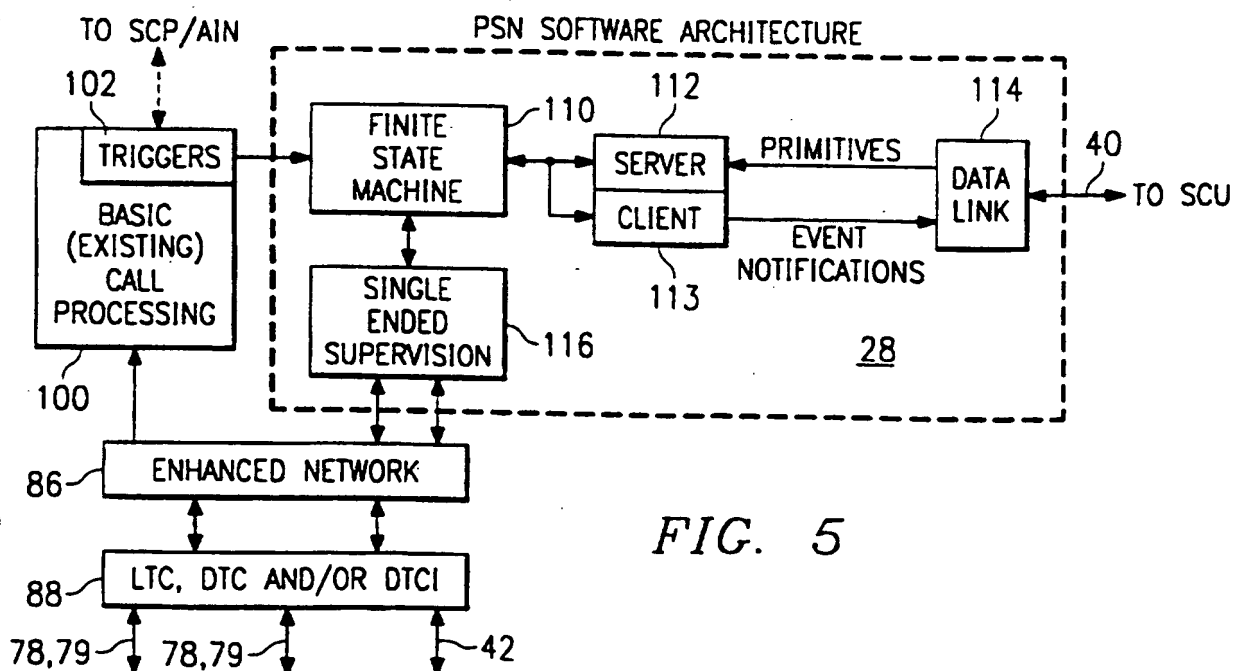 TO SCP/AIN
PSN SOFTWARE ARCHITECTURE
102
110
112
114
TRIGGERS
BASIC
(EXISTING)
CALL
PROCESSING
100
FINITE
STATE
MACHINE
SERVER
CLIENT
113
PRIMITIVES
EVENT
NOTIFICATIONS
DATA
LINK
40
TO SCU
SINGLE
ENDED
SUPERVISION
116
28
86
ENHANCED NETWORK
88
LTC, DTC AND/OR DTCI
78,79
78,79
42
FIG. 5